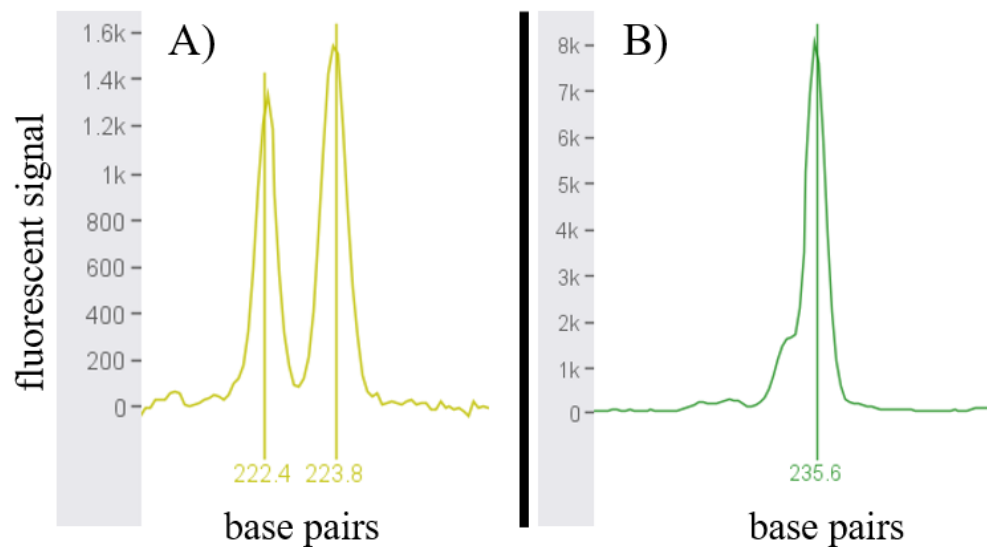 A)
fluorescent signal
1.6k
1.4k
1.2k
1k
800
600
400
200
0
222.4 223.8
base pairs
B)
8k
7k
6k
5k
4k
3k
2k
1k
0
235.6
base pairs